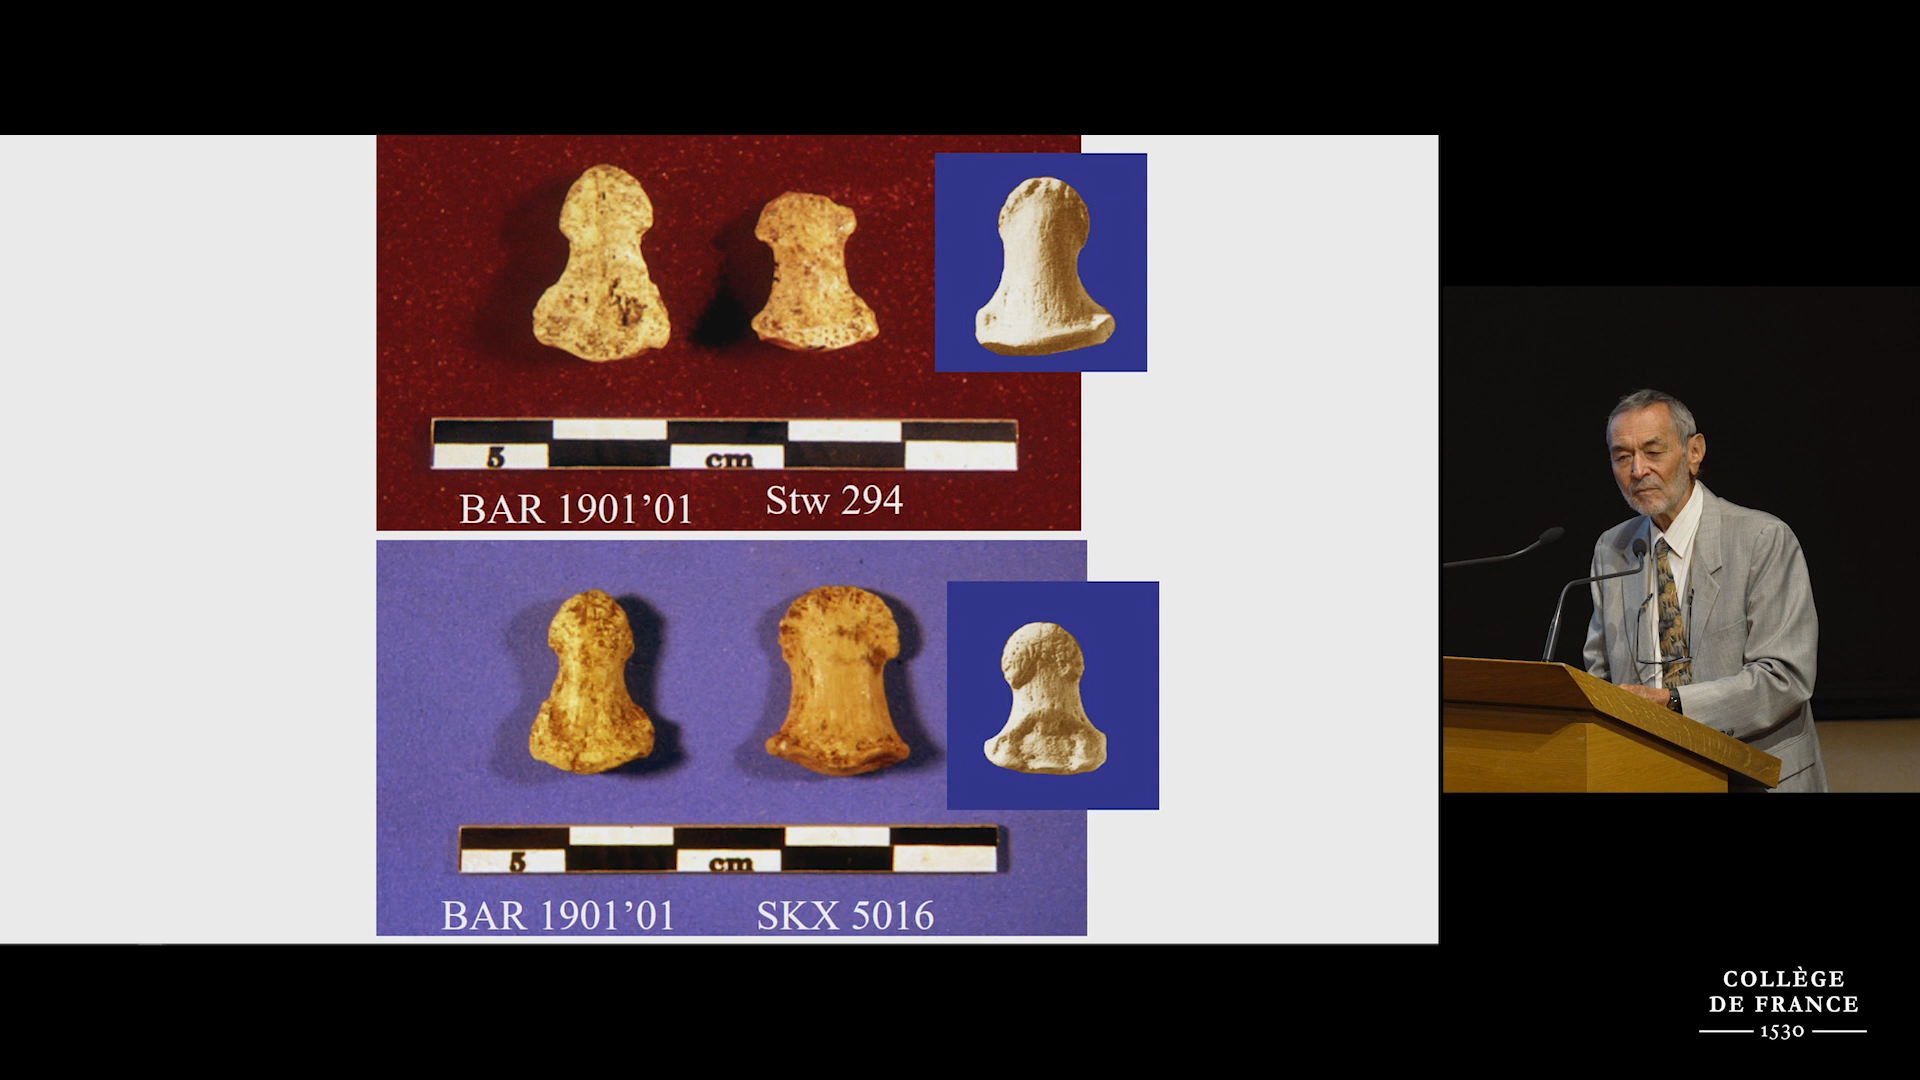 5 cm
BAR 1901’01
Stw 294
5 cm
BAR 1901’01
SKX 5016
COLLÈGE
DE FRANCE
1530